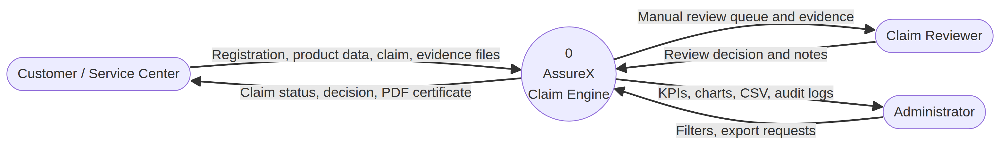 Manual review queue and evidence
Claim Reviewer
Registration, product data, claim, evidence files
0
Review decision and notes
Customer / Service Center
AssureX
Claim status, decision, PDF certificate
Claim Engine
KPIs, charts, CSV, audit logs
Administrator
Filters, export requests